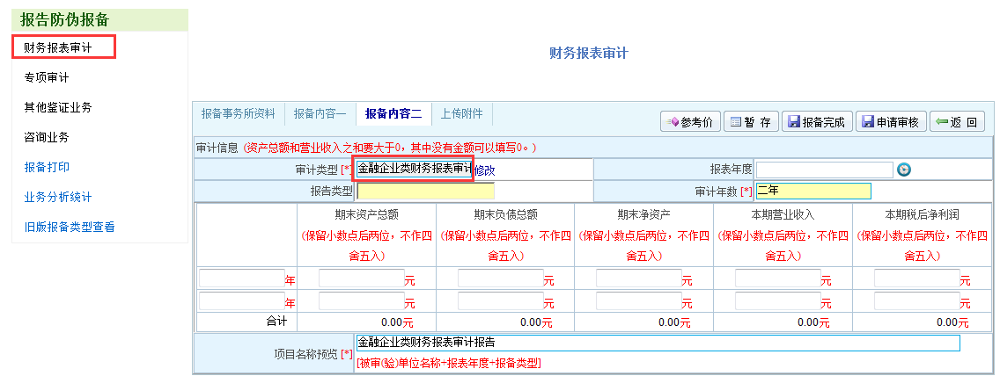 报告防伪报备
财务报表审计
专项审计
其他鉴证业务
咨询业务
报备打印
业务分析统计
旧版报备类型查看
财务报表审计
报备事务所资料 报备内容一 报备内容二 上传附件
参考价 暂 存 报备完成 申请审核 返 回
审计信息 (资产总额和营业收入之和要大于0，其中没有金额可以填写0。)
审计类型 [*] 金融企业类财务报表审计 修改 报表年度
报告类型 审计年数 [*] 二年
期末资产总额 期末负债总额 期末净资产 本期营业收入 本期税后净利润
(保留小数点后两位，不作四 (保留小数点后两位，不作四 (保留小数点后两位，不作四 (保留小数点后两位，不作四 (保留小数点后两位，不作四
舍五入) 舍五入) 舍五入) 舍五入) 舍五入)
年 元 元 元 元 元
年 元 元 元 元 元
合计 0.00元 0.00元 0.00元 0.00元 0.00元
项目名称预览 [*] 金融企业类财务报表审计报告
[被审(验)单位名称+报表年度+报备类型]